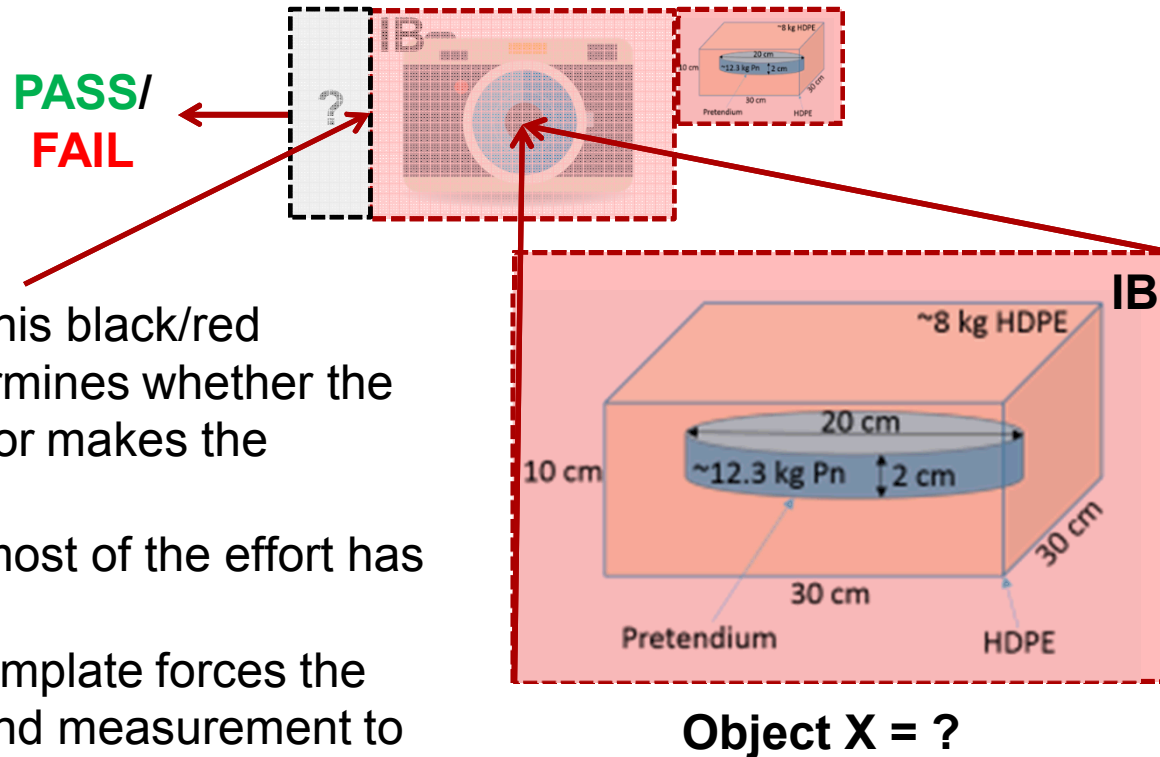 IB
?
PASS/
FAIL
~8 kg HDPE
20 cm
10 cm
~12.3 kg Pn
2 cm
30 cm
30 cm
Pretendium
HDPE
his black/red
rmines whether the
or makes the
most of the effort has
mplate forces the
nd measurement to
IB
~8 kg HDPE
20 cm
10 cm
~12.3 kg Pn
2 cm
30 cm
30 cm
Pretendium
HDPE
Object X = ?